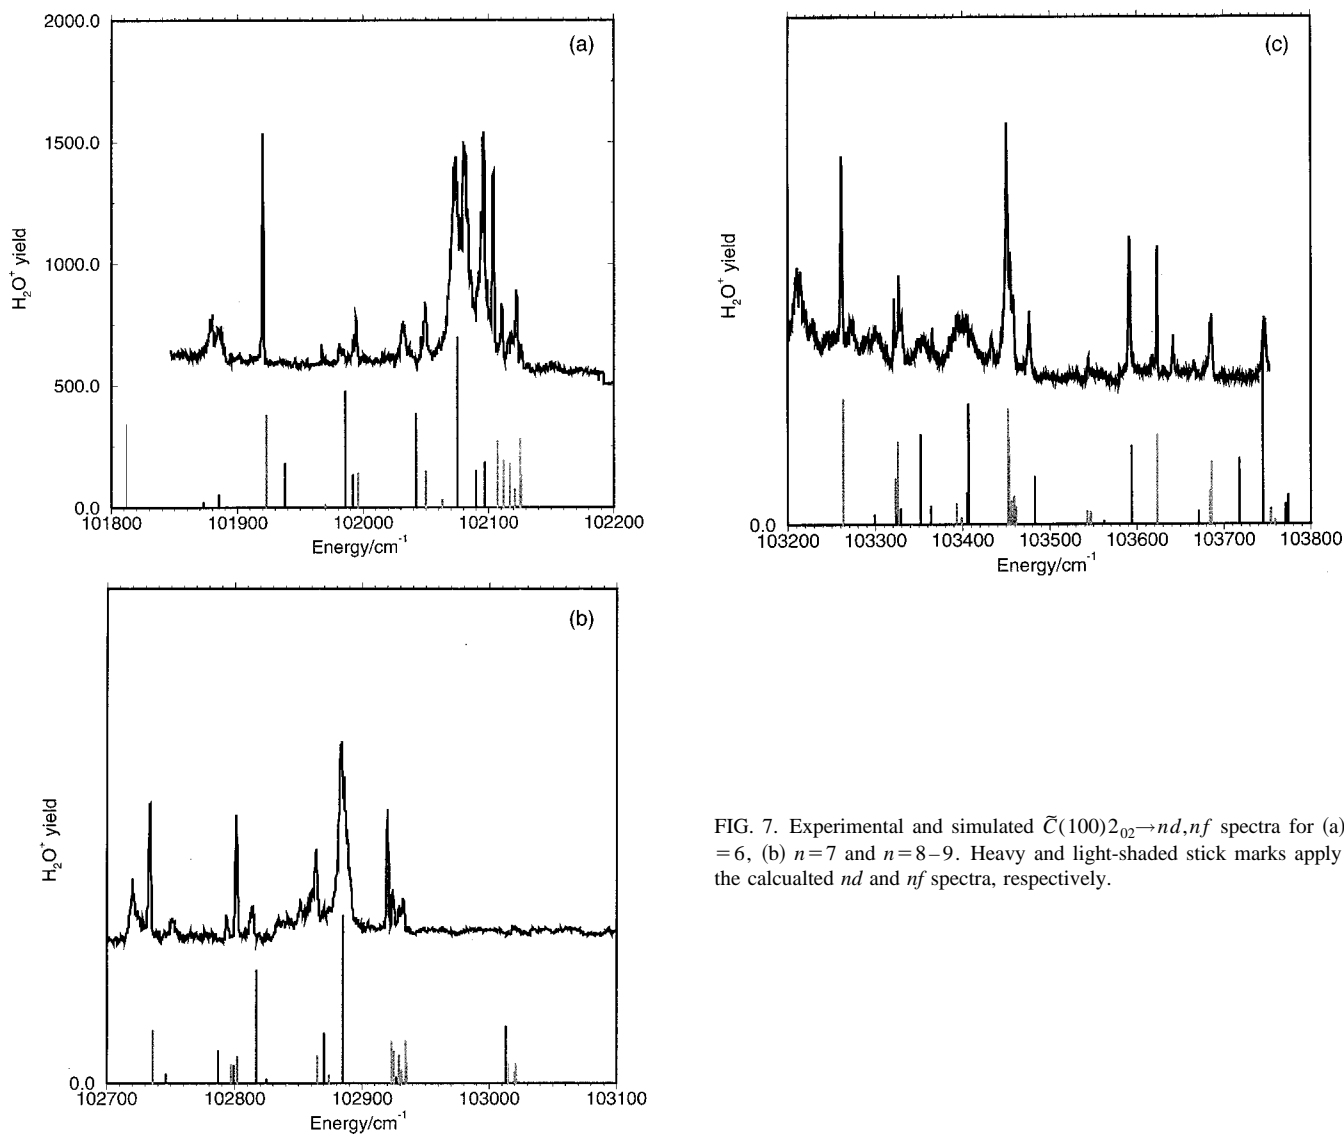 (a)
2000.0
1500.0
1000.0
500.0
0.0
H₂O⁺ yield
101800 101900 102000 102100 102200
Energy/cm⁻¹
(c)
H₂O⁺ yield
0.0
103200 103300 103400 103500 103600 103700 103800
Energy/cm⁻¹
(b)
H₂O⁺ yield
0.0
102700 102800 102900 103000 103100
Energy/cm⁻¹
FIG. 7. Experimental and simulated C̃(100)2₀₂→nd,nf spectra for (a)
=6, (b) n=7 and n=8–9. Heavy and light-shaded stick marks apply
the calcualted nd and nf spectra, respectively.